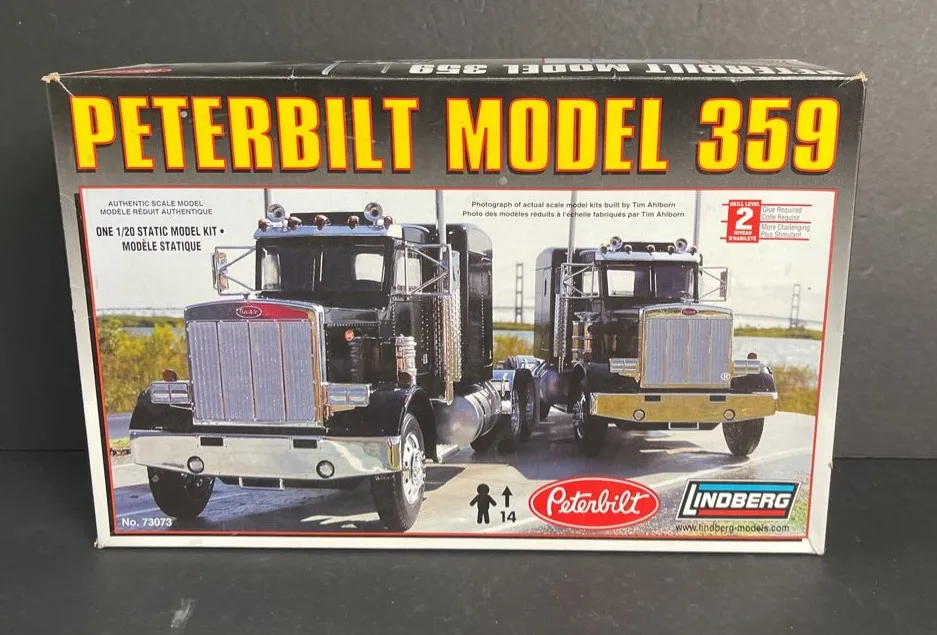 PETERBILT MODEL 359
PETERBILT MODEL 359
AUTHENTIC SCALE MODEL
MODÈLE RÉDUIT AUTHENTIQUE
ONE 1/20 STATIC MODEL KIT •
MODÈLE STATIQUE
Photograph of actual scale model kits built by Tim Ahlborn
Photo des modèles réduits à l'échelle fabriqués par Tim Ahlborn
SKILL LEVEL
2
NIVEAU
D'HABILETÉ
Glue Required
Colle Requise
More Challenging
Plus Stimulant
No. 73073
14
Peterbilt
LINDBERG
www.lindberg-models.com